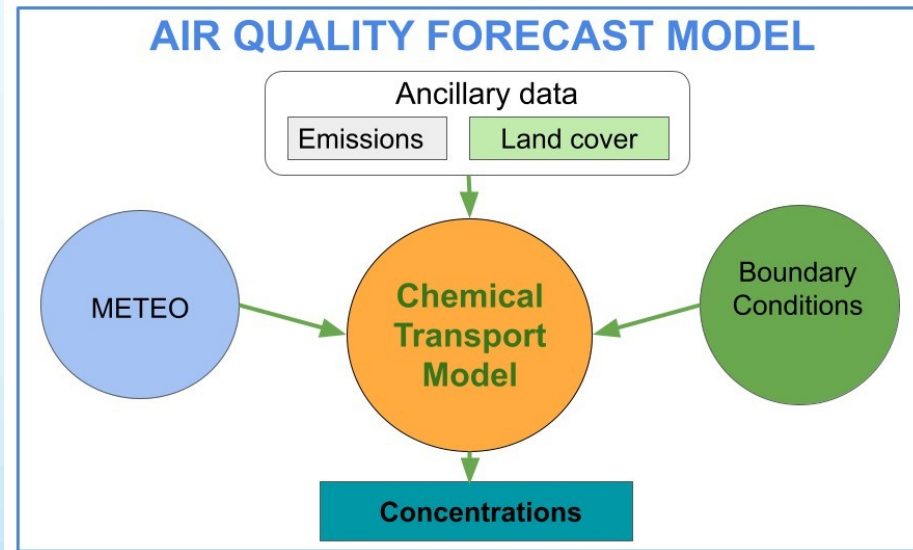 AIR QUALITY FORECAST MODEL
Ancillary data
Emissions
Land cover
METEO
Chemical
Transport
Model
Boundary
Conditions
Concentrations